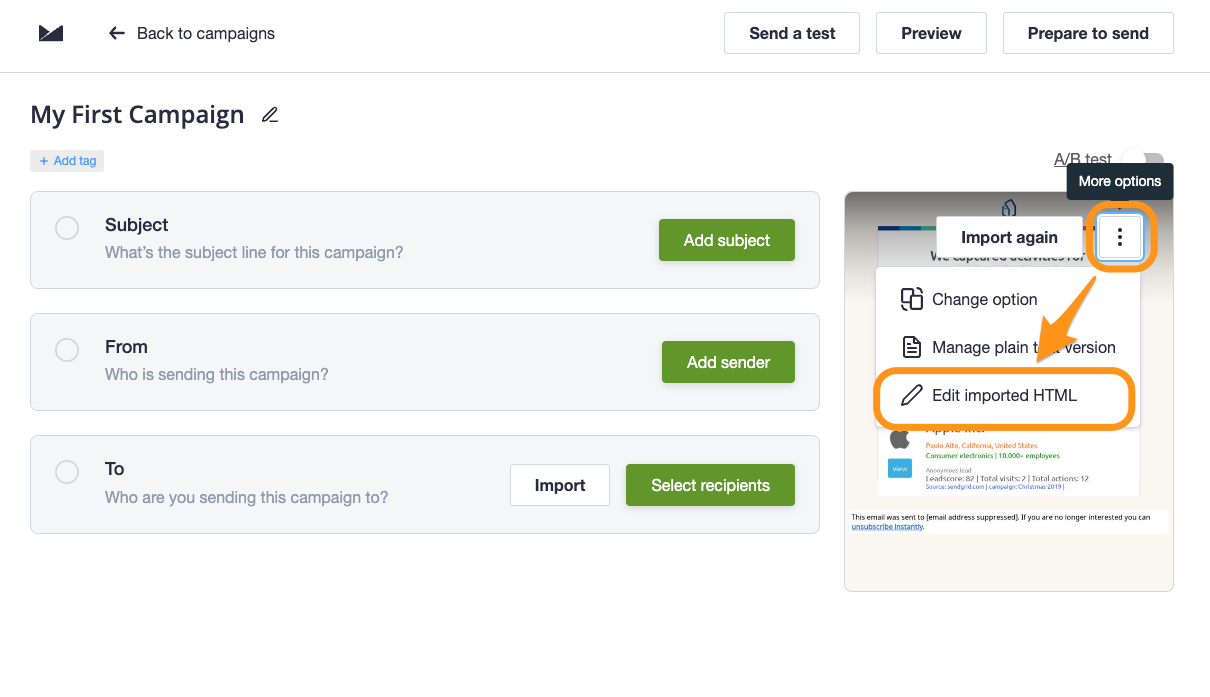 Back to campaigns
Send a test
Preview
Prepare to send
My First Campaign
+ Add tag
A/B test
More options
Subject
What's the subject line for this campaign?
Add subject
From
Who is sending this campaign?
Add sender
To
Who are you sending this campaign to?
Import
Select recipients
Import again
We captured activities for
Change option
Manage plain text version
Edit imported HTML
Apple Inc.
Paulo Alto, California, United States
Consumer electronics | 10.000+ employees
view
Anonymous lead
Leadscore: 82 | Total visits: 2 | Total actions: 12
Source: sendgrid.com | campaign: Christmas-2019 |
This email was sent to [email address suppressed]. If you are no longer interested you can
unsubscribe instantly.